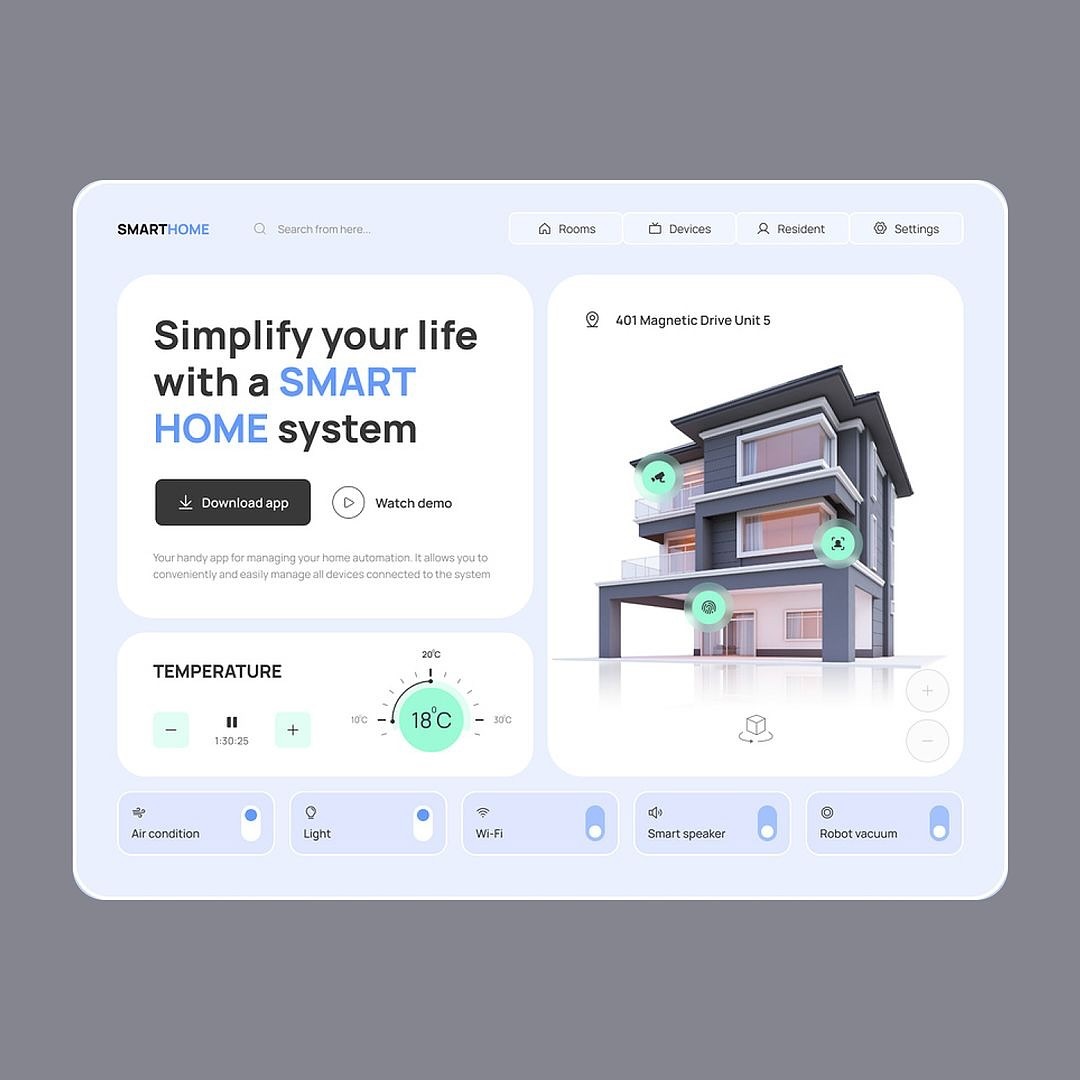 SMARTHOME
Search from here...
Rooms
Devices
Resident
Settings
Simplify your life
with a SMART
HOME system
Download app
Watch demo
Your handy app for managing your home automation. It allows you to
conveniently and easily manage all devices connected to the system
401 Magnetic Drive Unit 5
TEMPERATURE
1:30:25
20°C
10°C
18°C
30°C
Air condition
Light
Wi-Fi
Smart speaker
Robot vacuum